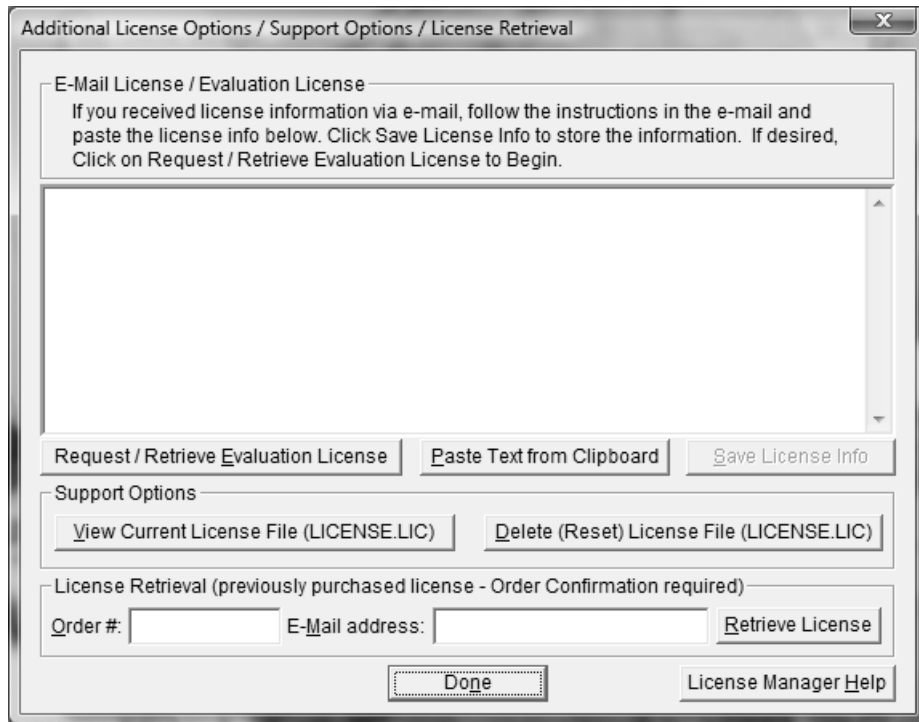 Additional License Options / Support Options / License Retrieval
E-Mail License / Evaluation License
If you received license information via e-mail, follow the instructions in the e-mail and
paste the license info below. Click Save License Info to store the information.  If desired,
Click on Request / Retrieve Evaluation License to Begin.
Request / Retrieve Evaluation License Paste Text from Clipboard Save License Info
Support Options
View Current License File (LICENSE.LIC) Delete (Reset) License File (LICENSE.LIC)
License Retrieval (previously purchased license - Order Confirmation required)
Order #: E-Mail address: Retrieve License
Done License Manager Help